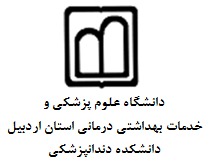 دانشگاه علوم پزشکی و
خدمات بهداشتی درمانی استان اردبیل
دانشکده دندانپزشکی